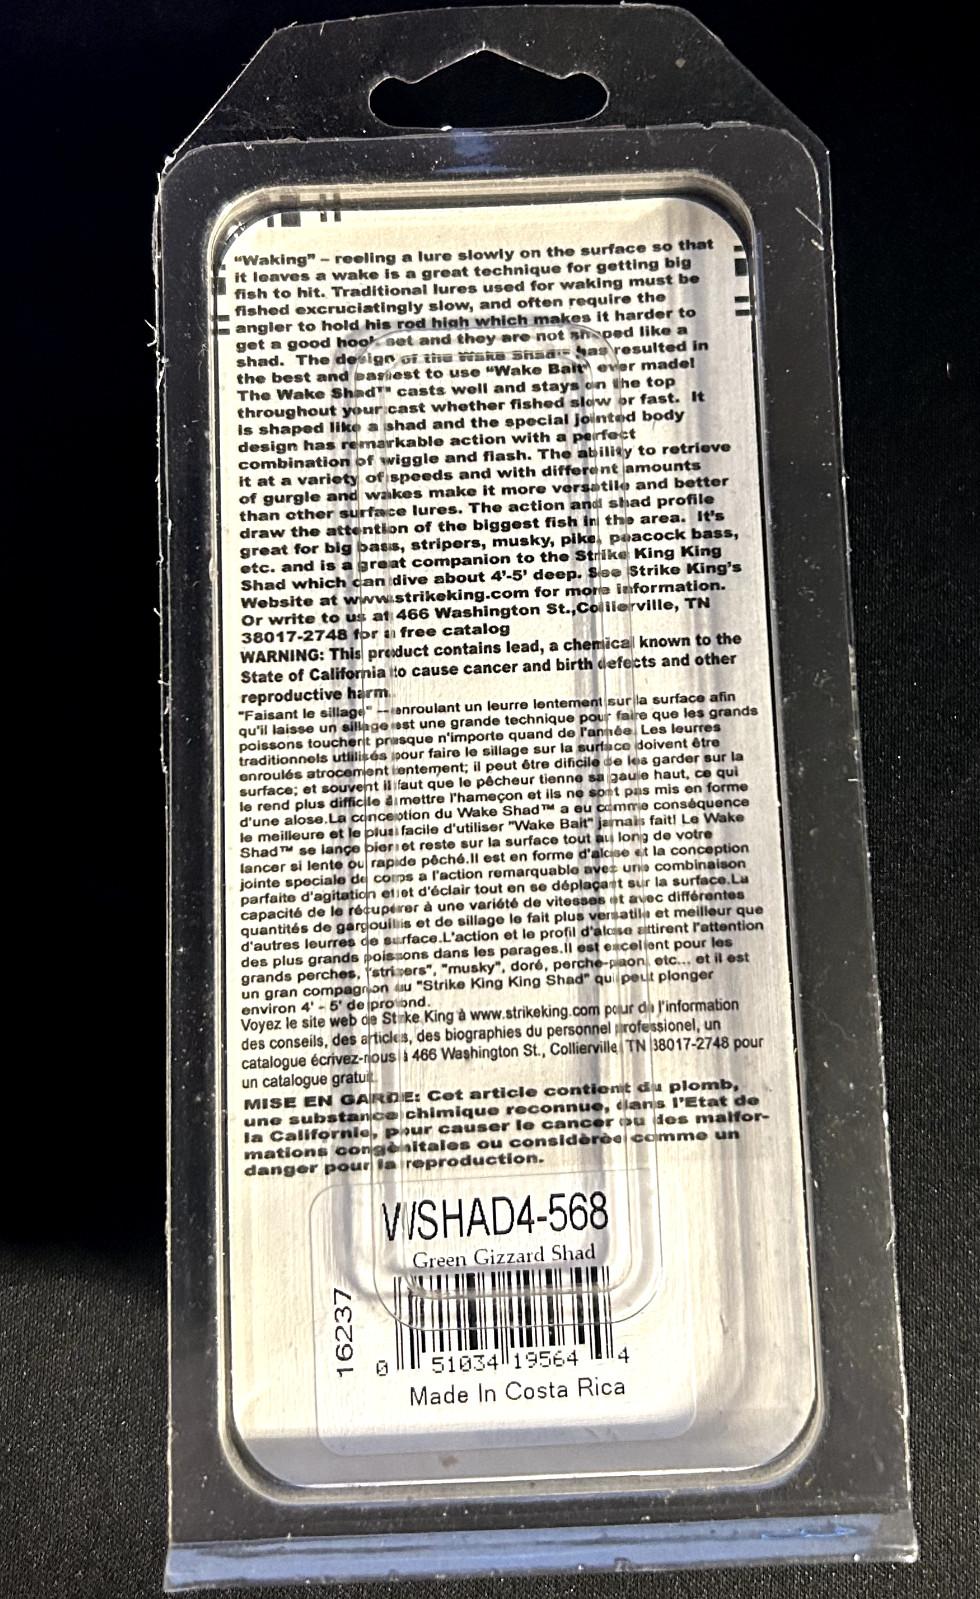 "Waking" – reeling a lure slowly on the surface so that
it leaves a wake is a great technique for getting big
fish to hit. Traditional lures used for waking must be
fished excruciatingly slow, and often require the
angler to hold his rod high which makes it harder to
get a good hook set and they are not shaped like a
shad. The design of the Wake Shad™ has resulted in
the best and easiest to use "Wake Bait" ever made!
The Wake Shad™ casts well and stays on the top
throughout your cast whether fished slow or fast. It
is shaped like a shad and the special jointed body
design has remarkable action with a perfect
combination of wiggle and flash. The ability to retrieve
it at a variety of speeds and with different amounts
of gurgle and wakes make it more versatile and better
than other surface lures. The action and shad profile
draw the attention of the biggest fish in the area. It's
great for big bass, stripers, musky, pike, peacock bass,
etc. and is a great companion to the Strike King King
Shad which can dive about 4'-5' deep. See Strike King's
Website at www.strikeking.com for more information.
Or write to us at 466 Washington St.,Collierville, TN
38017-2748 for a free catalog
WARNING: This product contains lead, a chemical known to the
State of California to cause cancer and birth defects and other
reproductive harm.
"Faisant le sillage" -- enroulant un leurre lentement sur la surface afin
qu'il laisse un sillage est une grande technique pour faire que les grands
poissons touchent presque n'importe quand de l'année. Les leurres
traditionnels utilisés pour faire le sillage sur la surface doivent être
enroulés atrocement lentement; il peut être dificile de les garder sur la
surface; et souvent il faut que le pêcheur tienne sa gaule haut, ce qui
le rend plus difficile à mettre l'hameçon et ils ne sont pas mis en forme
d'une alose.La conception du Wake Shad™ a eu comme conséquence
le meilleure et le plus facile d'utiliser "Wake Bait" jamais fait! Le Wake
Shad™ se lance bien et reste sur la surface tout au long de votre
lancer si lente ou rapide pêché.Il est en forme d'alose et la conception
jointe speciale de corps a l'action remarquable avec une combinaison
parfaite d'agitation et et d'éclair tout en se déplaçant sur la surface.La
capacité de le récupérer à une variété de vitesses et avec différentes
quantités de gargouillis et de sillage le fait plus versatile et meilleur que
d'autres leurres de surface.L'action et le profil d'alose attirent l'attention
des plus grands poissons dans les parages.Il est excellent pour les
grands perches, "stripers", "musky", doré, perche-paon, etc... et il est
un gran compagnon au "Strike King King Shad" qui peut plonger
environ 4' - 5' de profond.
Voyez le site web de Strike King à www.strikeking.com pour de l'information
des conseils, des articles, des biographies du personnel professionel, un
catalogue écrivez-nous à 466 Washington St., Collierville, TN 38017-2748 pour
un catalogue gratuit.
MISE EN GARDE: Cet article contient du plomb,
une substance chimique reconnue, dans l'Etat de
la Californie, pour causer le cancer ou des malfor-
mations congènitales ou considèrèe comme un
danger pour la reproduction.
WSHAD4-568
Green Gizzard Shad
16237
0 51034 19564 4
Made In Costa Rica